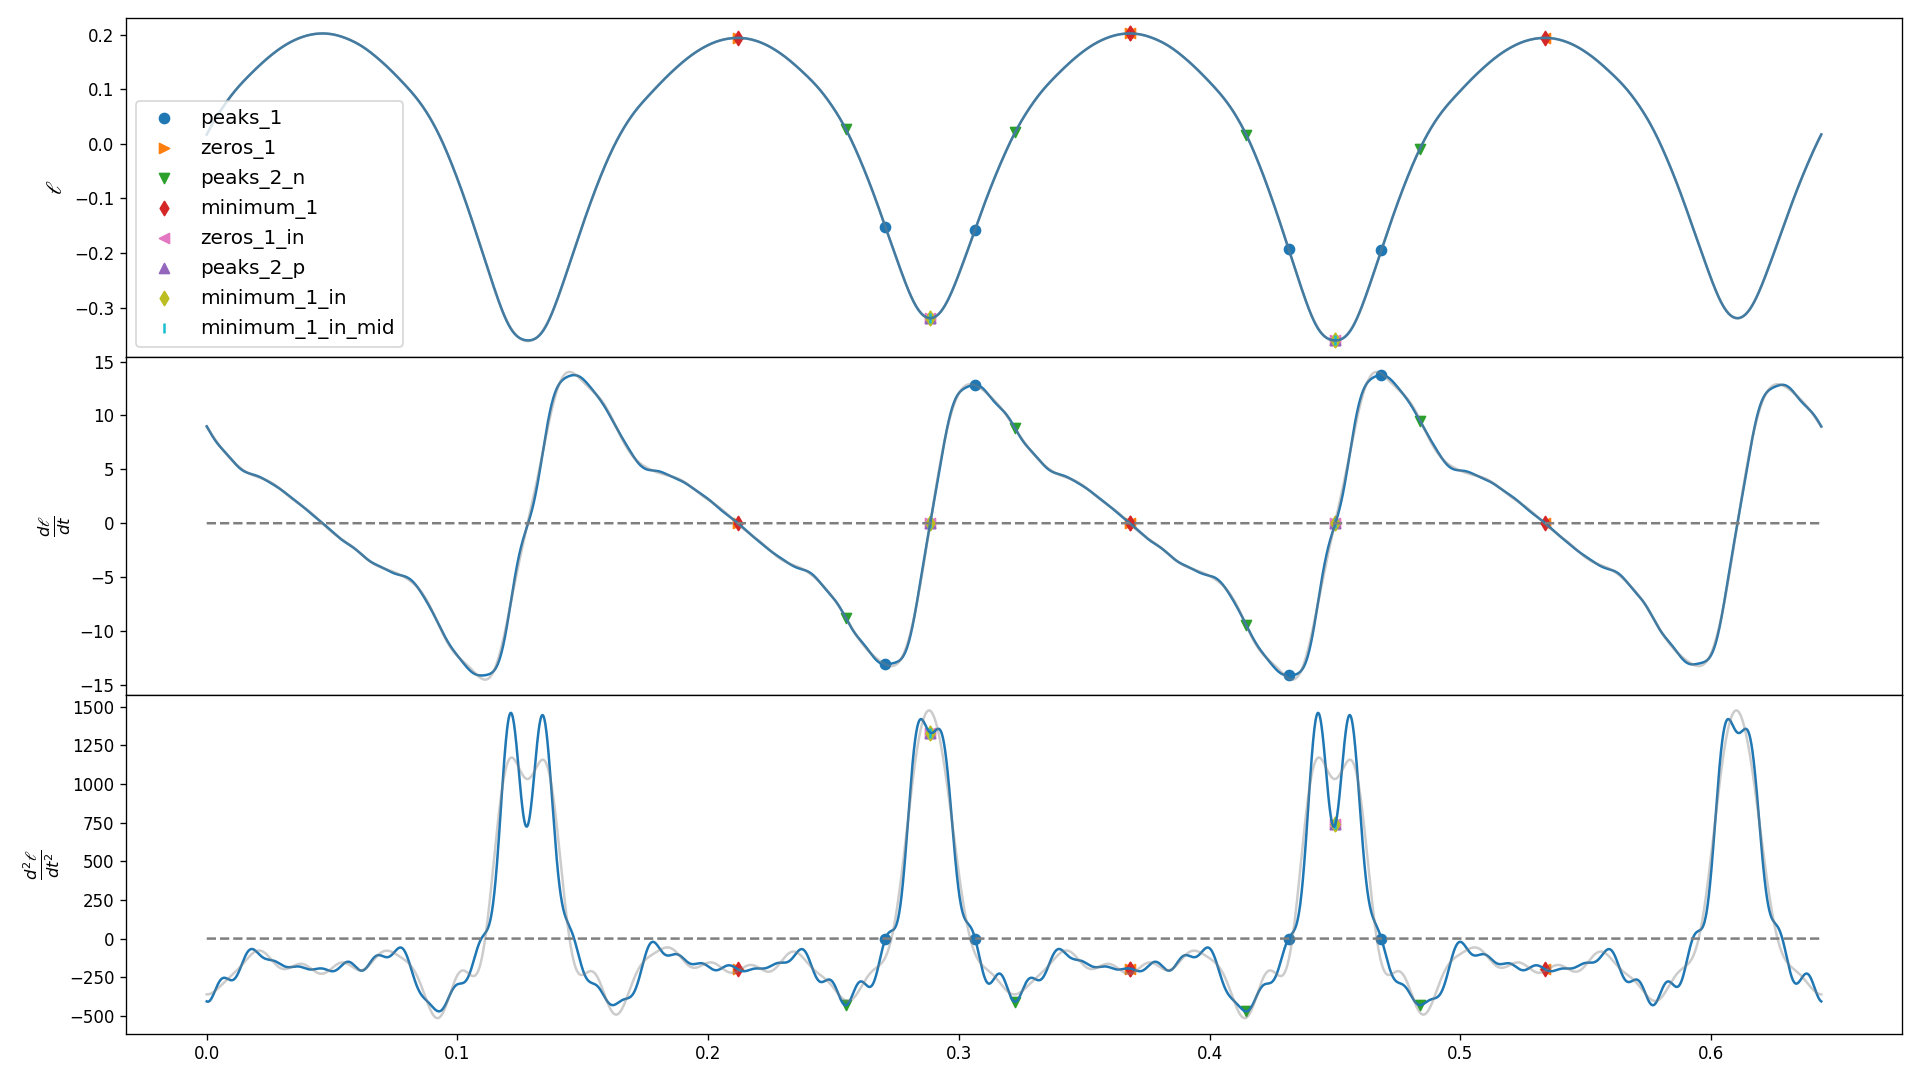 0.2
0.1
0.0
−0.1
−0.2
−0.3
ℓ
peaks_1
zeros_1
peaks_2_n
minimum_1
zeros_1_in
peaks_2_p
minimum_1_in
minimum_1_in_mid
15
10
5
0
−5
−10
−15
dℓ
dt
1500
1250
1000
750
500
250
0
−250
−500
d²ℓ
dt²
0.0 0.1 0.2 0.3 0.4 0.5 0.6